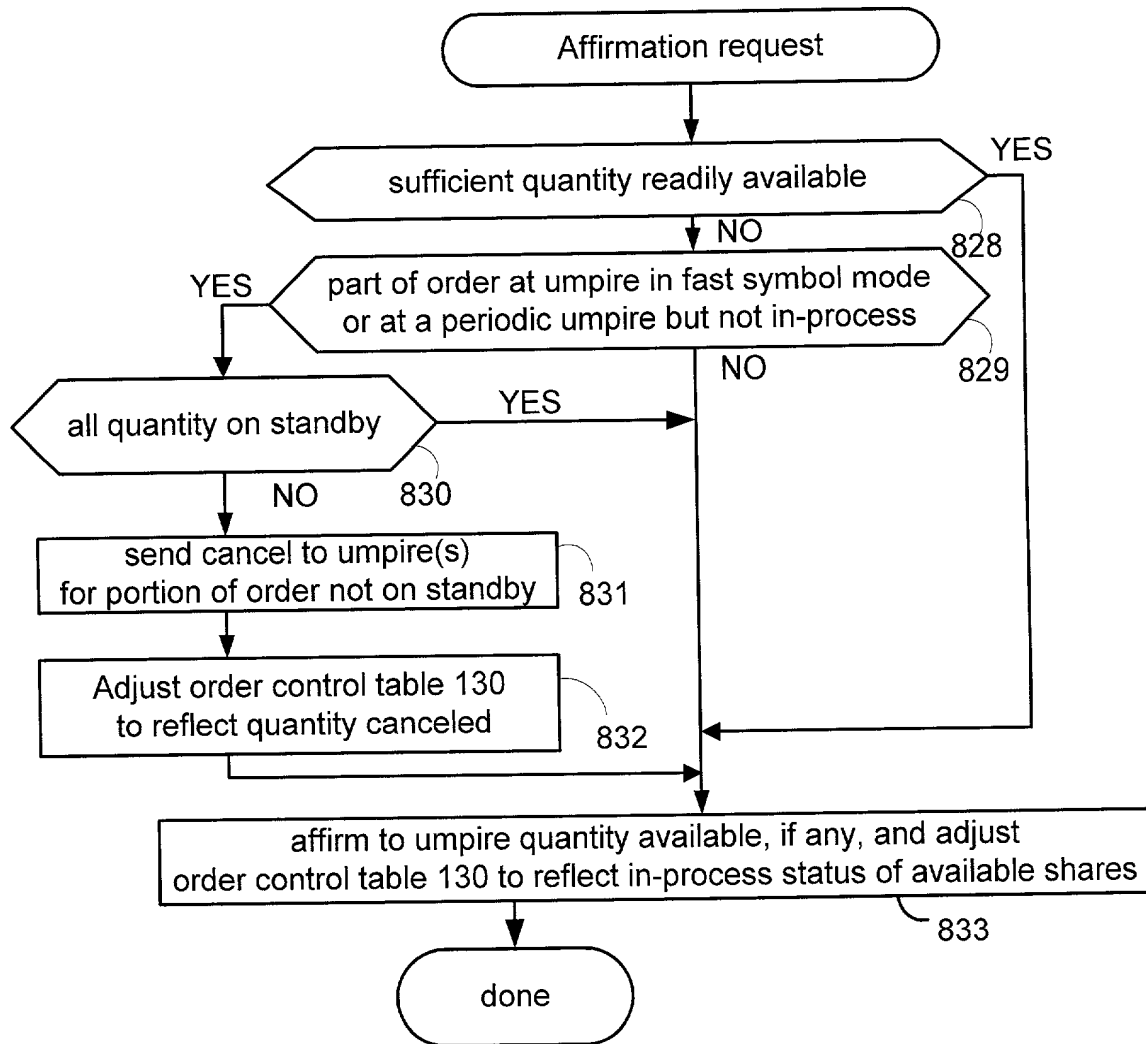 Affirmation request
YES
sufficient quantity readily available
NO
828
YES
part of order at umpire in fast symbol mode
or at a periodic umpire but not in-process
NO
829
all quantity on standby
YES
830
NO
send cancel to umpire(s)
for portion of order not on standby
831
Adjust order control table 130
to reflect quantity canceled
832
affirm to umpire quantity available, if any, and adjust
order control table 130 to reflect in-process status of available shares
833
done